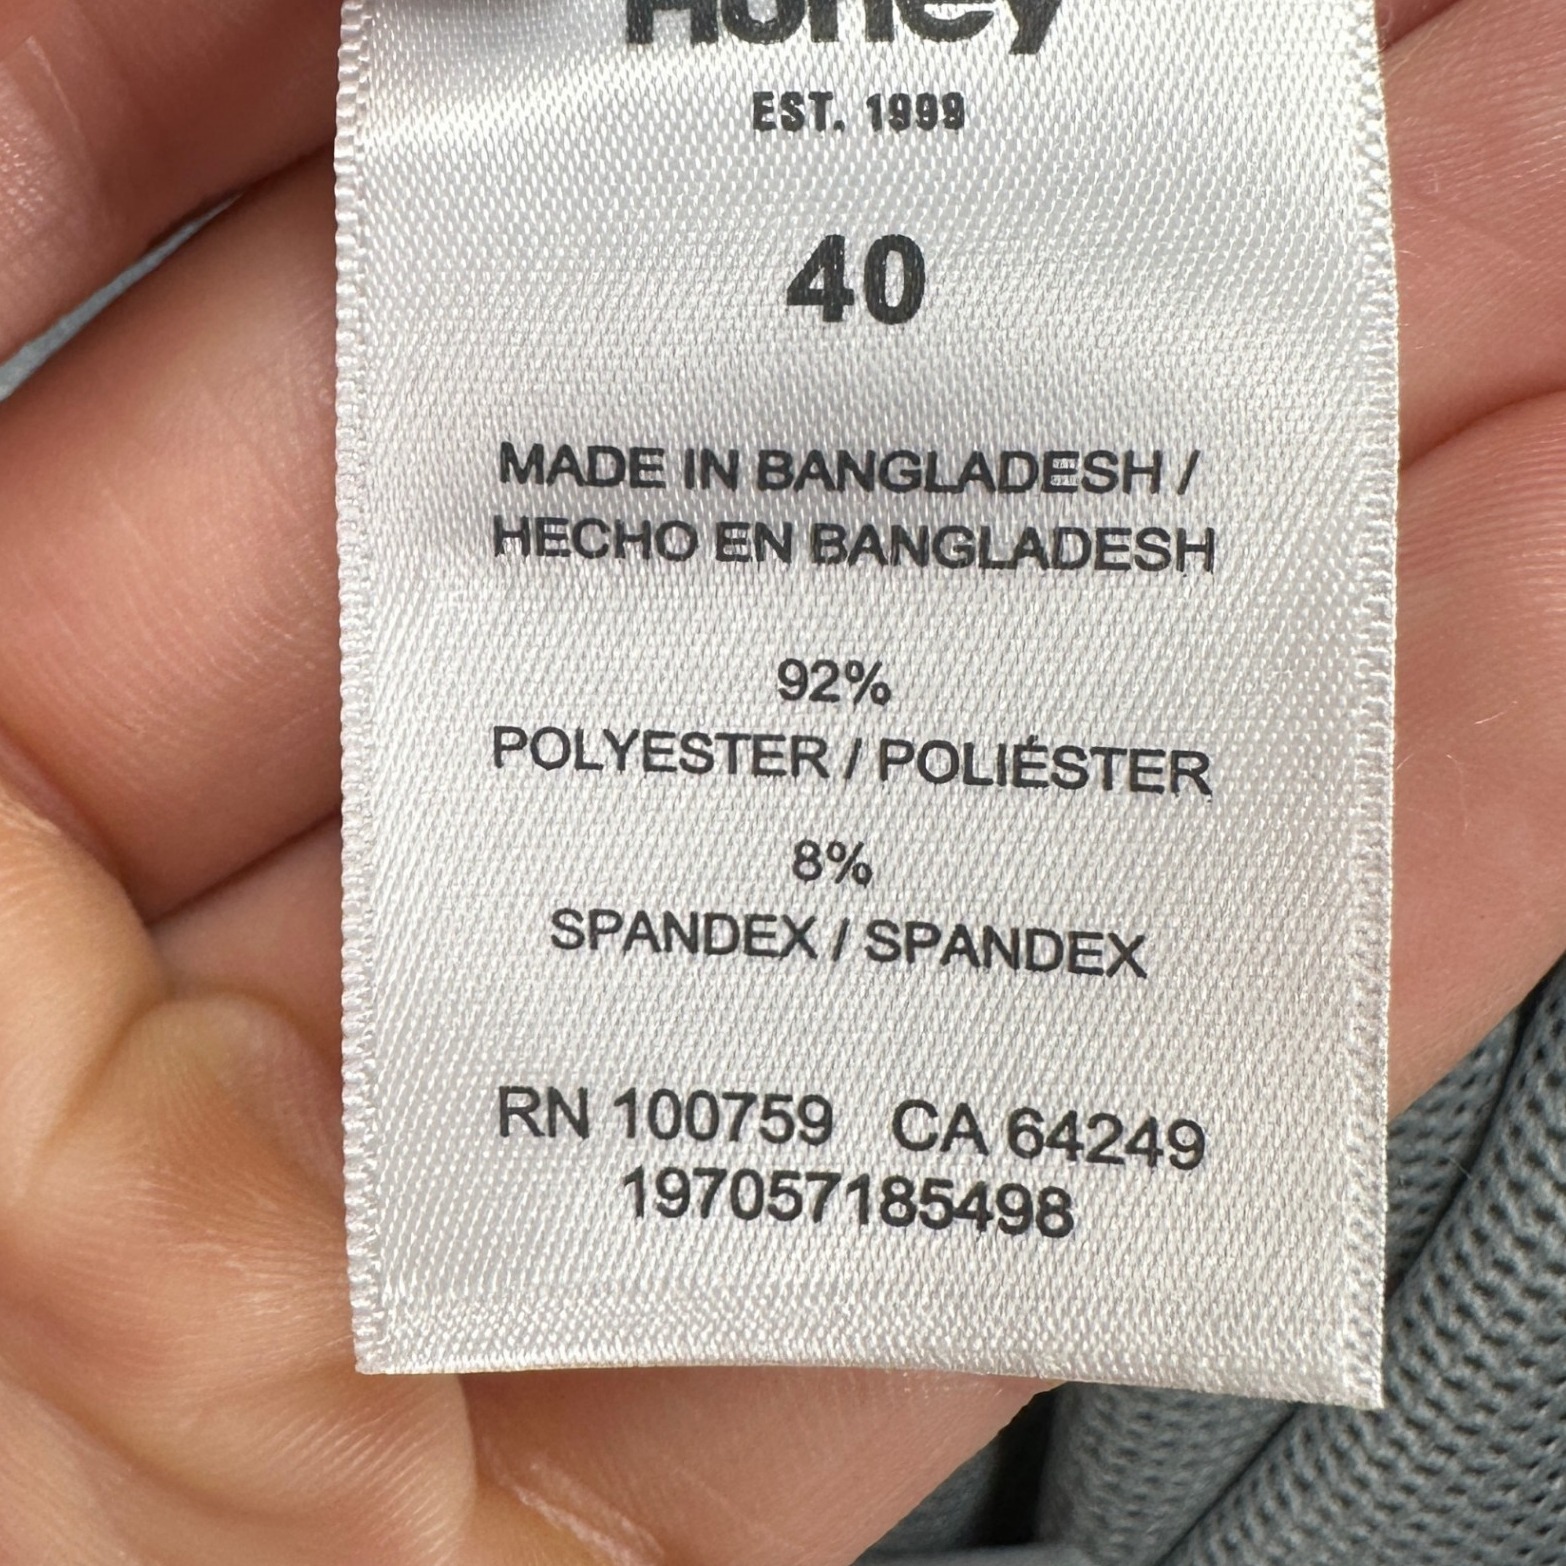 Hurley
EST. 1999
40
MADE IN BANGLADESH /
HECHO EN BANGLADESH
92%
POLYESTER / POLIÉSTER
8%
SPANDEX / SPANDEX
RN 100759 CA 64249
197057185498